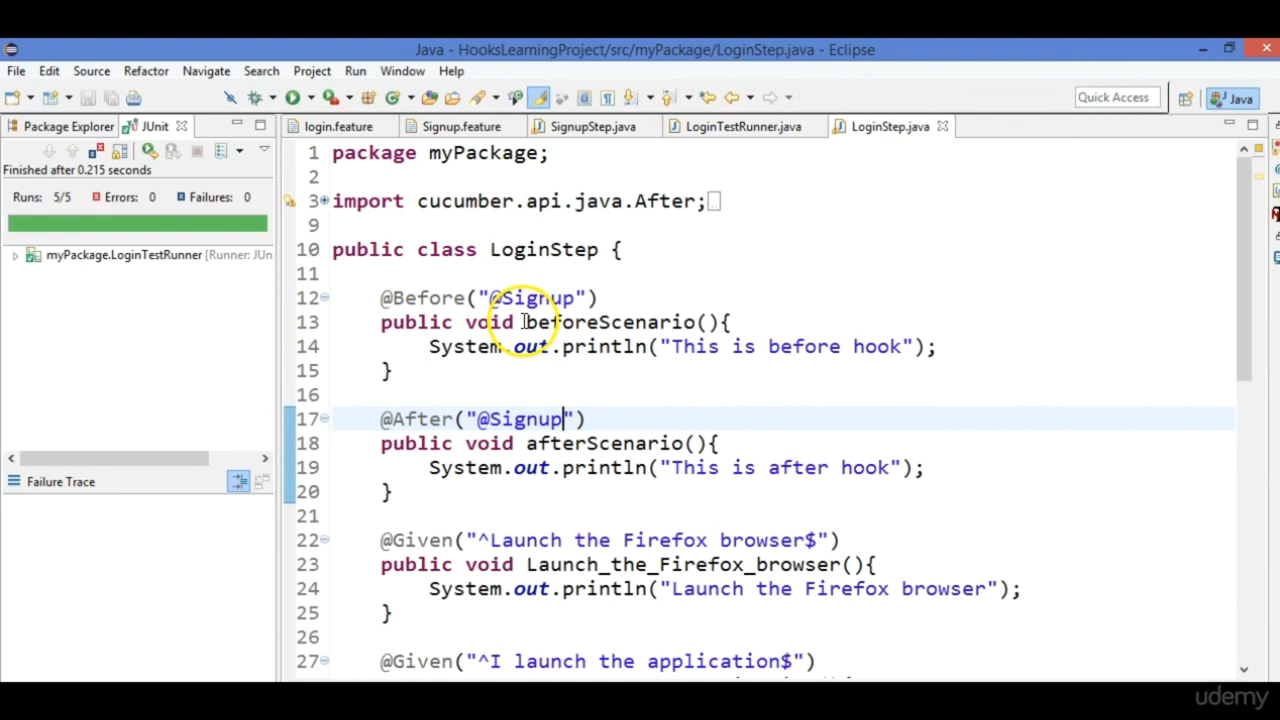 Java - HooksLearningProject/src/myPackage/LoginStep.java - Eclipse
File Edit Source Refactor Navigate Search Project Run Window Help
Quick Access Java
Package Explorer JUnit login.feature Signup.feature SignupStep.java LoginTestRunner.java LoginStep.java
Finished after 0.215 seconds
Runs: 5/5 Errors: 0 Failures: 0
myPackage.LoginTestRunner [Runner: JUn
Failure Trace
1 package myPackage;
2
3 import cucumber.api.java.After;
9
10 public class LoginStep {
11
12 @Before("@Signup")
13 public void beforeScenario(){
14 System.out.println("This is before hook");
15 }
16
17 @After("@Signup")
18 public void afterScenario(){
19 System.out.println("This is after hook");
20 }
21
22 @Given("^Launch the Firefox browser$")
23 public void Launch_the_Firefox_browser(){
24 System.out.println("Launch the Firefox browser");
25 }
26
27 @Given("^I launch the application$")
udemy